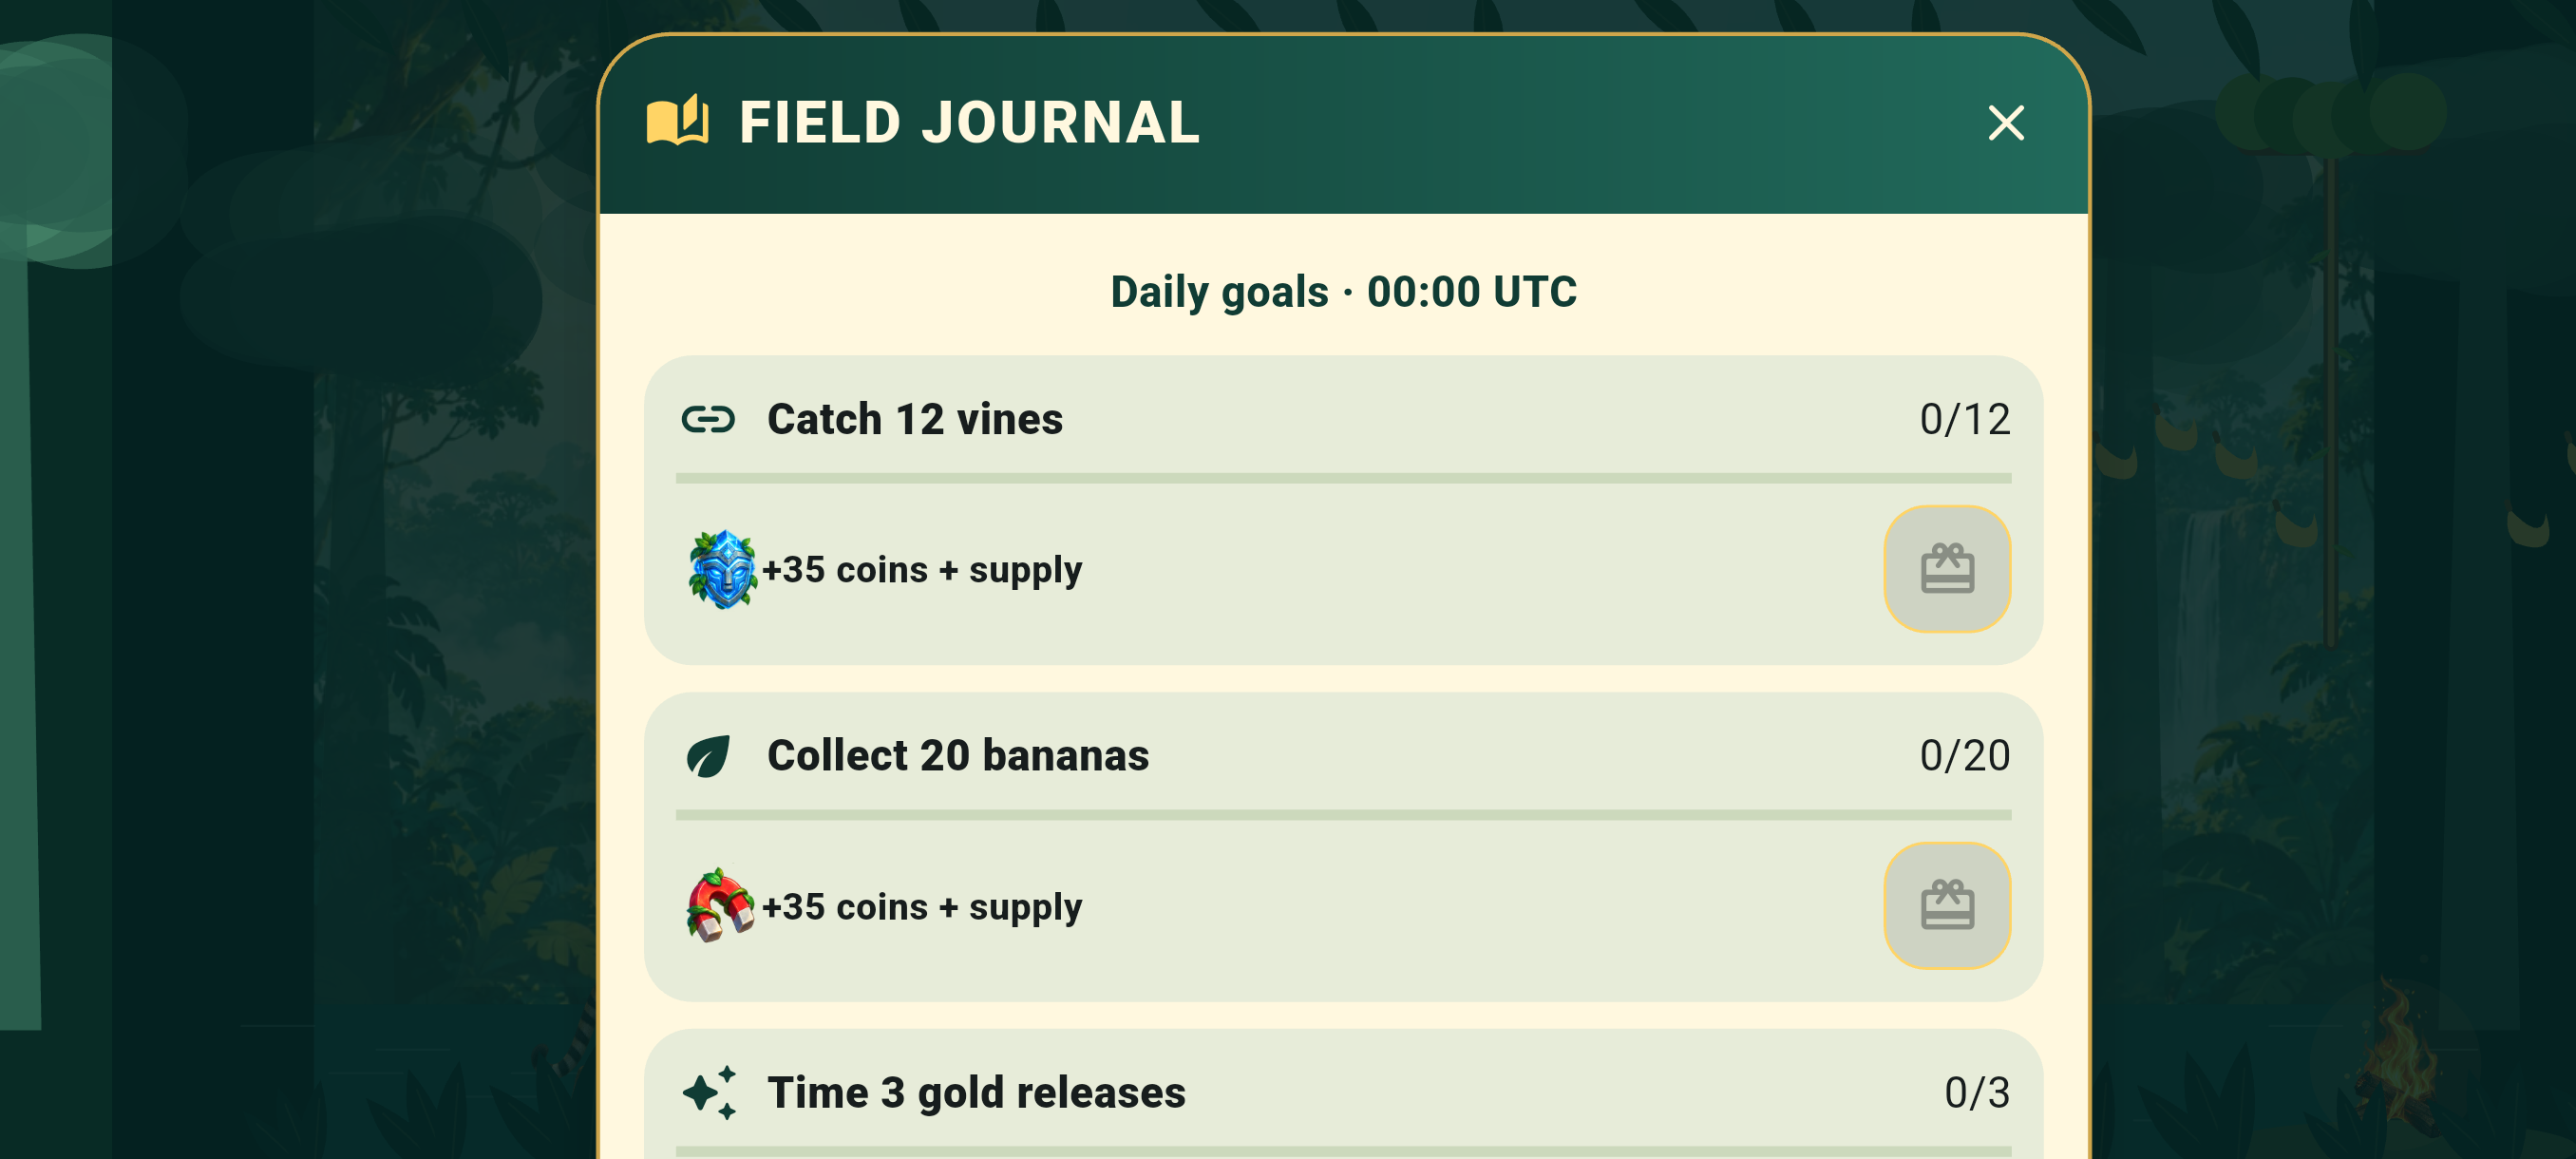 FIELD JOURNAL
Daily goals · 00:00 UTC
Catch 12 vines 0/12
+35 coins + supply
Collect 20 bananas 0/20
+35 coins + supply
Time 3 gold releases 0/3